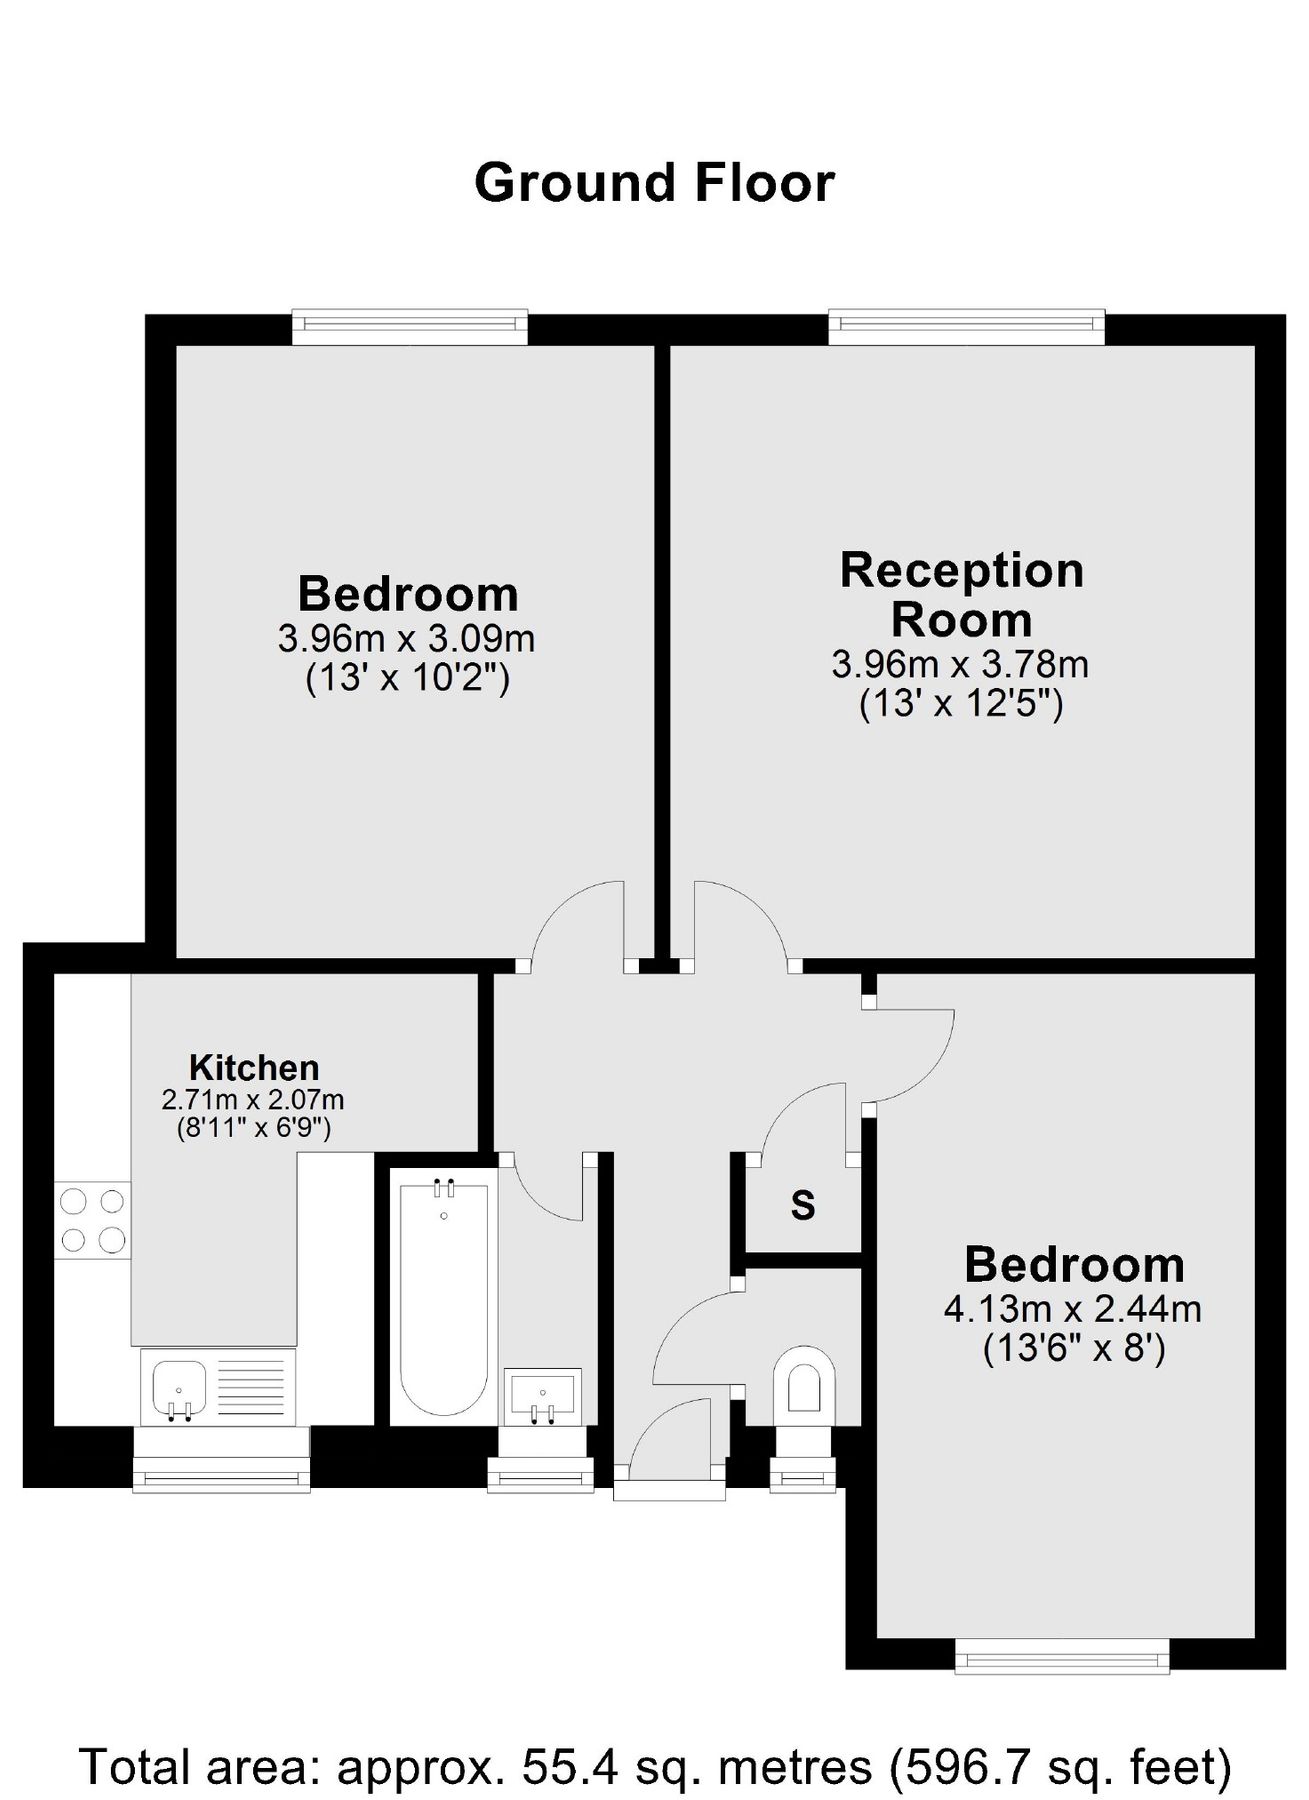 Ground Floor
Bedroom
3.96m x 3.09m
(13' x 10'2")
Reception
Room
3.96m x 3.78m
(13' x 12'5")
Kitchen
2.71m x 2.07m
(8'11" x 6'9")
S
Bedroom
4.13m x 2.44m
(13'6" x 8')
Total area: approx. 55.4 sq. metres (596.7 sq. feet)